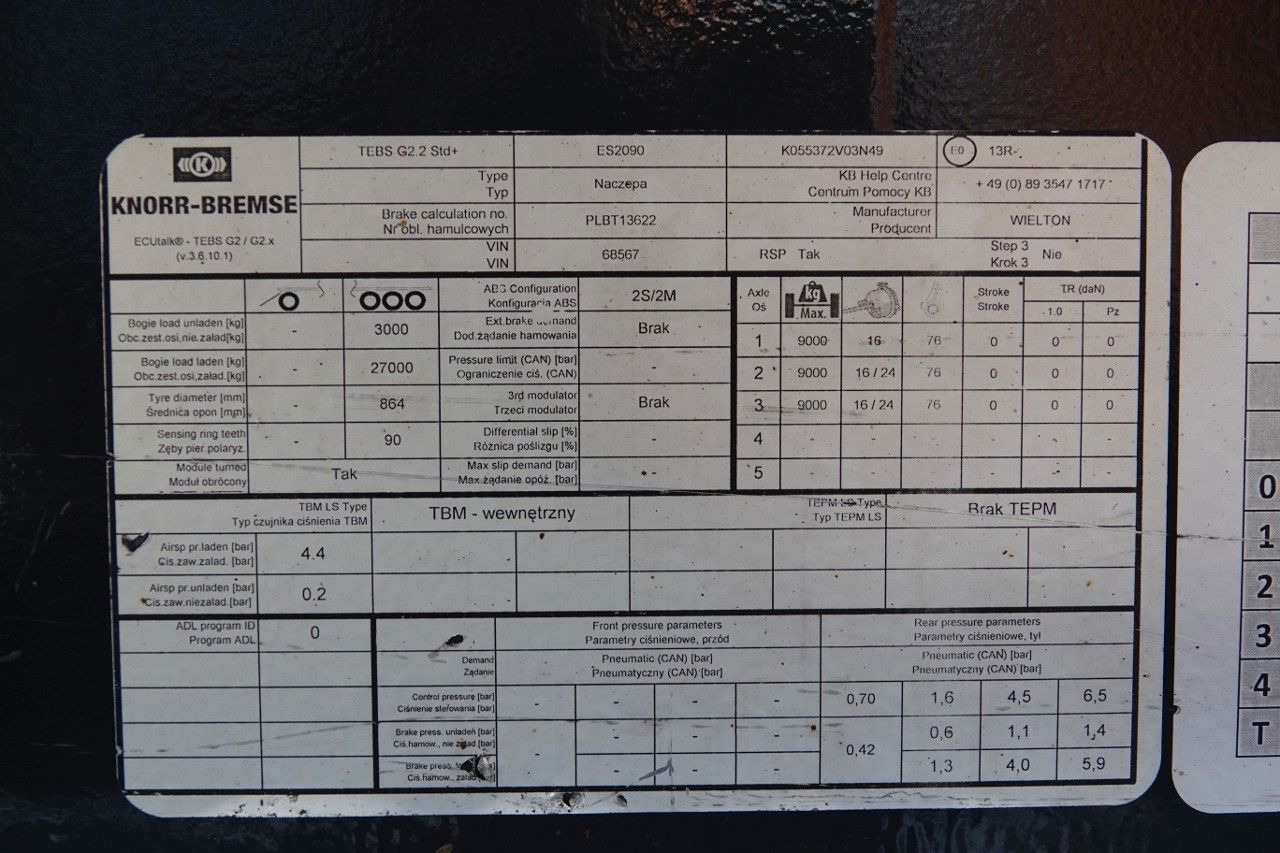 K
KNORR-BREMSE
ECUtalk® - TEBS G2 / G2.x
(v.3.6.10.1)
TEBS G2.2 Std+ ES2090 K055372V03N49 E0 13R-
Type
Typ
Naczepa
KB Help Centre
Centrum Pomocy KB
+ 49 (0) 89 3547 1717
Brake calculation no.
Nr obl. hamulcowych
PLBT13622
Manufacturer
Producent
WIELTON
VIN
VIN
68567
RSP Tak
Step 3
Krok 3
Nie
ABS Configuration
Konfiguracja ABS
2S/2M
Bogie load unladen [kg]
Obc.zest.osi,nie.załad[kg]
- 3000
Ext.brake demand
Dod.żądanie hamowania
Brak
Bogie load laden [kg]
Obc.zest.osi,załad.[kg]
- 27000
Pressure limit (CAN) [bar]
Ograniczenie ciś. (CAN)
-
Tyre diameter [mm]
Średnica opon [mm]
- 864
3rd modulator
Trzeci modulator
Brak
Sensing ring teeth
Zęby pier.polaryz.
- 90
Differential slip [%]
Różnica poślizgu [%]
-
Module turned
Moduł obrócony
Tak
Max slip demand [bar]
Max.żądanie opóź. [bar]
-
Axle
Oś
kg
Max.
Stroke
Stroke
TR (daN)
1.0 Pz
1 9000 16 76 0 0 0
2 9000 16 / 24 76 0 0 0
3 9000 16 / 24 76 0 0 0
4 - - - - - -
5 - - - - - -
TBM LS Type
Typ czujnika ciśnienia TBM
TBM - wewnętrzny
TEPM LS Type
Typ TEPM LS
Brak TEPM
Airsp pr.laden [bar]
Ciś.zaw.załad. [bar]
4.4
Airsp pr.unladen [bar]
Ciś.zaw.niezaład.[bar]
0.2
ADL program ID
Program ADL
0
Front pressure parameters
Parametry ciśnieniowe, przód
Rear pressure parameters
Parametry ciśnieniowe, tył
Demand
Żądanie
Pneumatic (CAN) [bar]
Pneumatyczny (CAN) [bar]
Pneumatic (CAN) [bar]
Pneumatyczny (CAN) [bar]
Control pressure [bar]
Ciśnienie sterowania [bar]
- - - - 0,70 1,6 4,5 6,5
Brake press. unladen [bar]
Ciś.hamow., nie załad [bar]
- - - - 0,42 0,6 1,1 1,4
Brake press.
Ciś.hamow., załad.
- - - 1,3 4,0 5,9
0
1
2
3
4
T